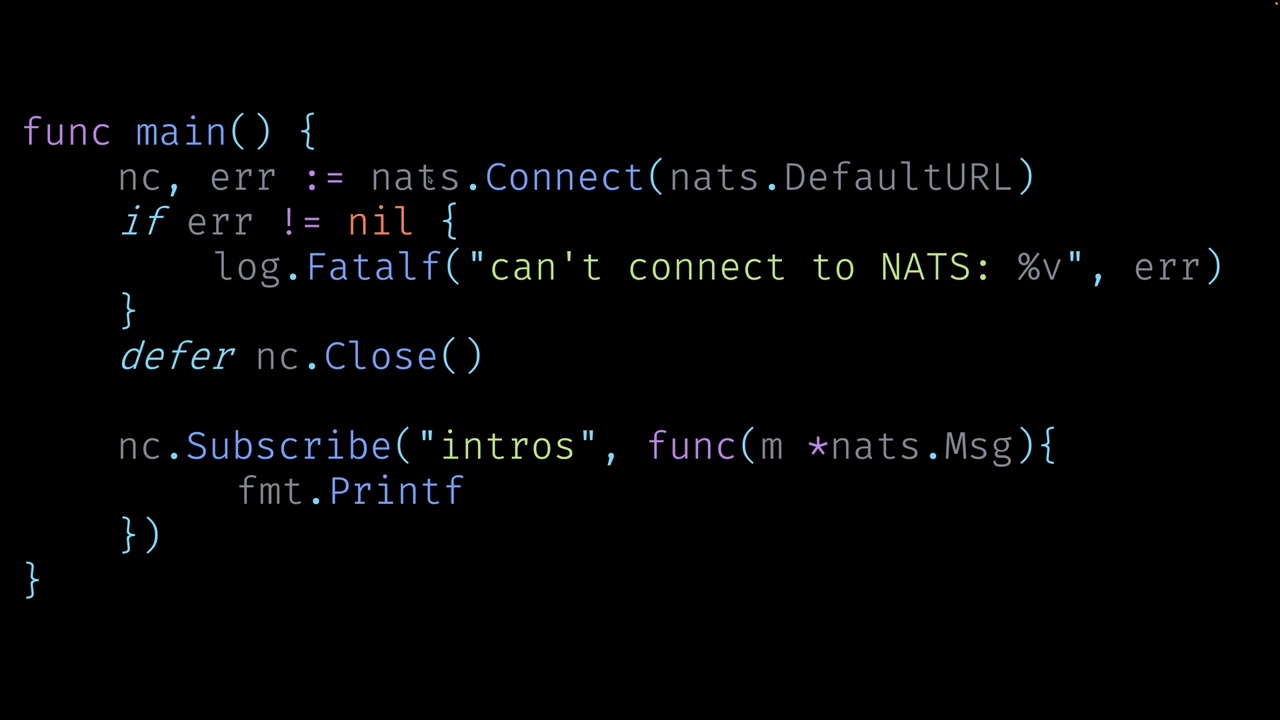 func main() {
nc, err := nats.Connect(nats.DefaultURL)
if err != nil {
log.Fatalf("can't connect to NATS: %v", err)
}
defer nc.Close()
nc.Subscribe("intros", func(m *nats.Msg){
fmt.Printf
})
}